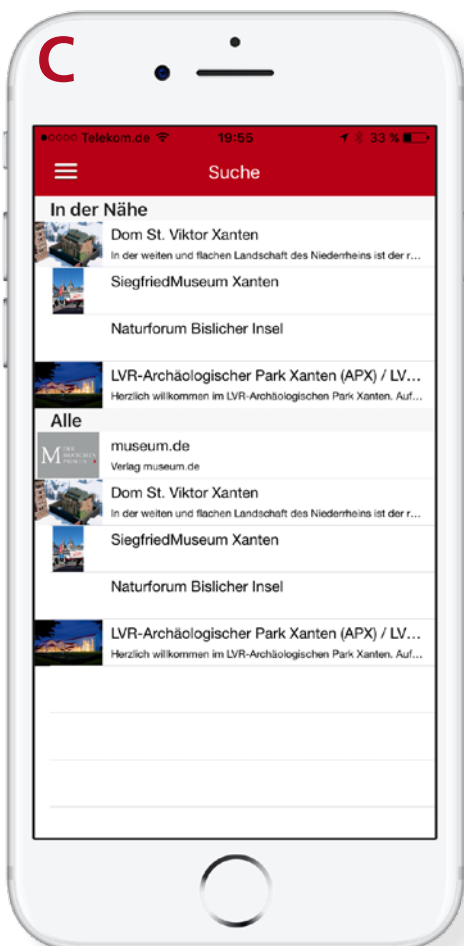 C
Telekom.de 19:55 33 %
Suche
In der Nähe
Dom St. Viktor Xanten
In der weiten und flachen Landschaft des Niederrheins ist der r...
SiegfriedMuseum Xanten
Naturforum Bislicher Insel
LVR-Archäologischer Park Xanten (APX) / LV...
Herzlich willkommen im LVR-Archäologischen Park Xanten. Auf...
Alle
M
museum.de
Verlag museum.de
Dom St. Viktor Xanten
In der weiten und flachen Landschaft des Niederrheins ist der r...
SiegfriedMuseum Xanten
Naturforum Bislicher Insel
LVR-Archäologischer Park Xanten (APX) / LV...
Herzlich willkommen im LVR-Archäologischen Park Xanten. Auf...